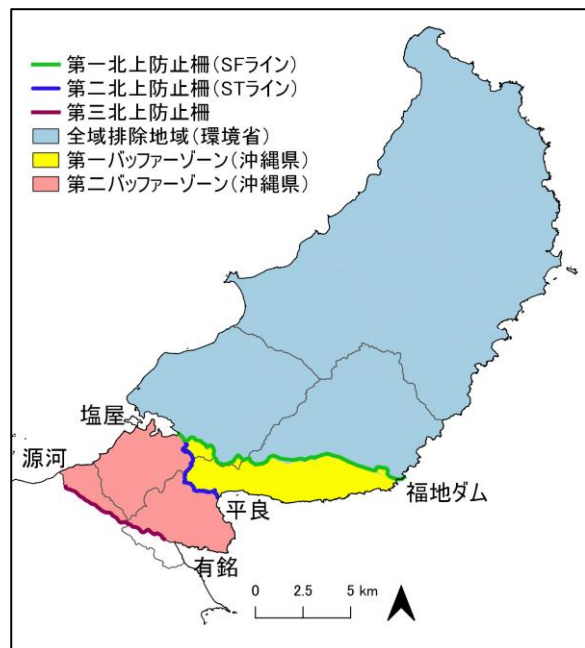 第一北上防止柵(SFライン)
第二北上防止柵(STライン)
第三北上防止柵
全域排除地域(環境省)
第一バッファーゾーン(沖縄県)
第二バッファーゾーン(沖縄県)
塩屋
源河
福地ダム
平良
有銘
0 2.5 5 km